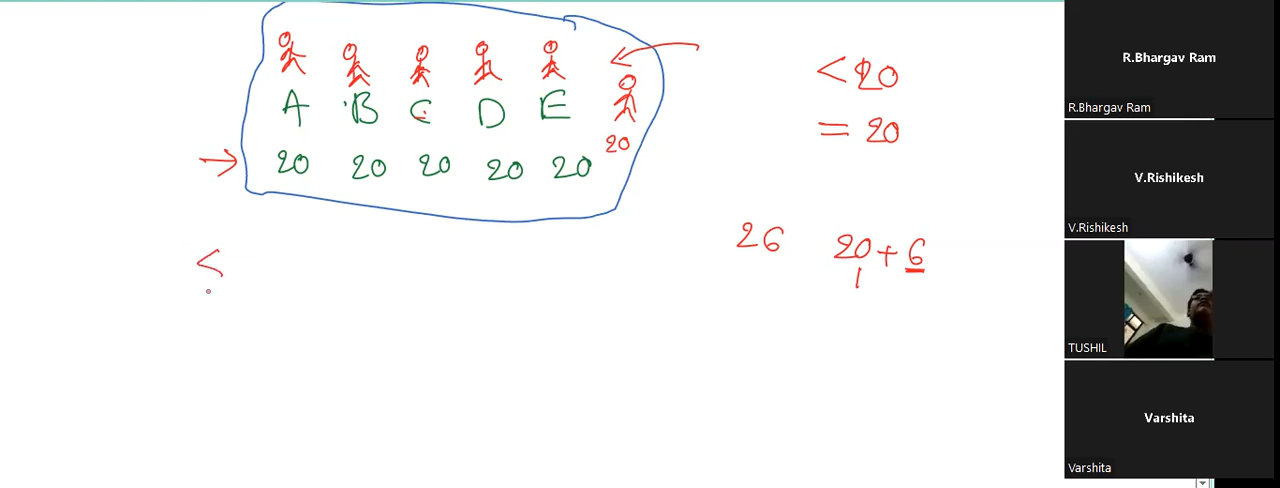 A B C D E
20
20 20 20 20 20
< 20
= 20
26 20 + 6
<
R.Bhargav Ram
R.Bhargav Ram
V.Rishikesh
V.Rishikesh
TUSHIL
Varshita
Varshita